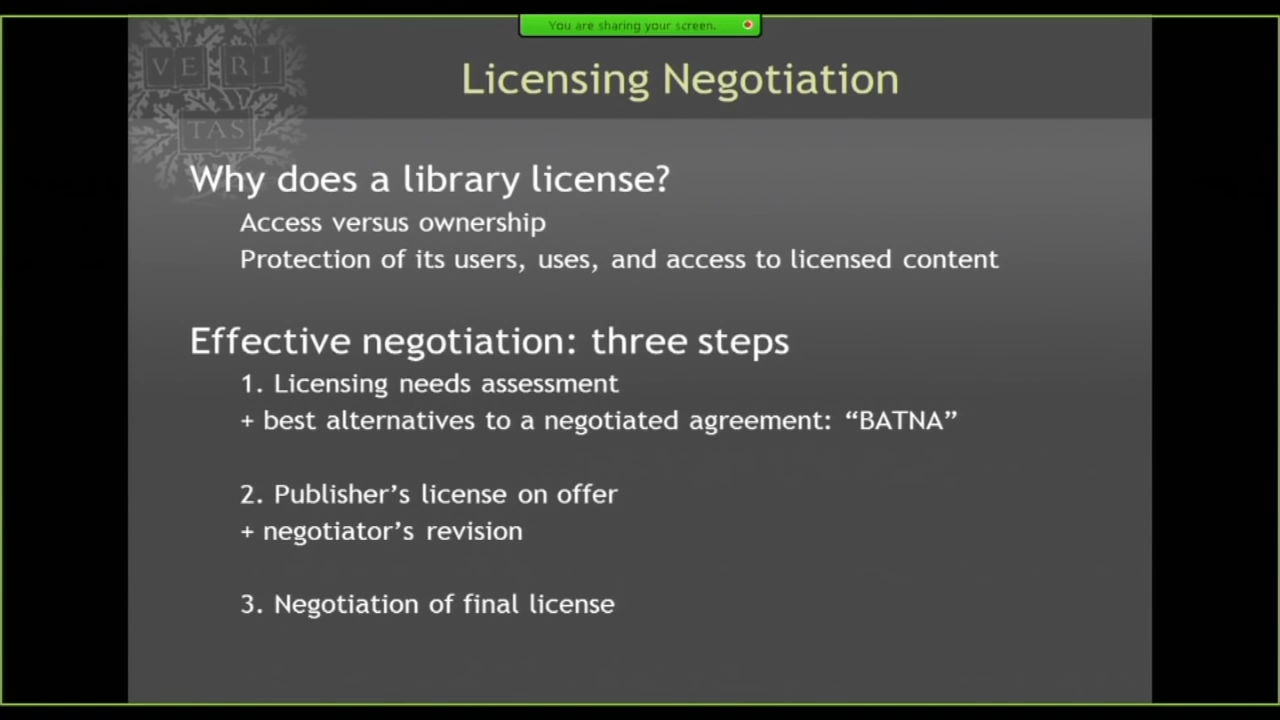 You are sharing your screen.
VE RI
TAS
Licensing Negotiation
Why does a library license?
Access versus ownership
Protection of its users, uses, and access to licensed content
Effective negotiation: three steps
1. Licensing needs assessment
+ best alternatives to a negotiated agreement: “BATNA”
2. Publisher’s license on offer
+ negotiator’s revision
3. Negotiation of final license